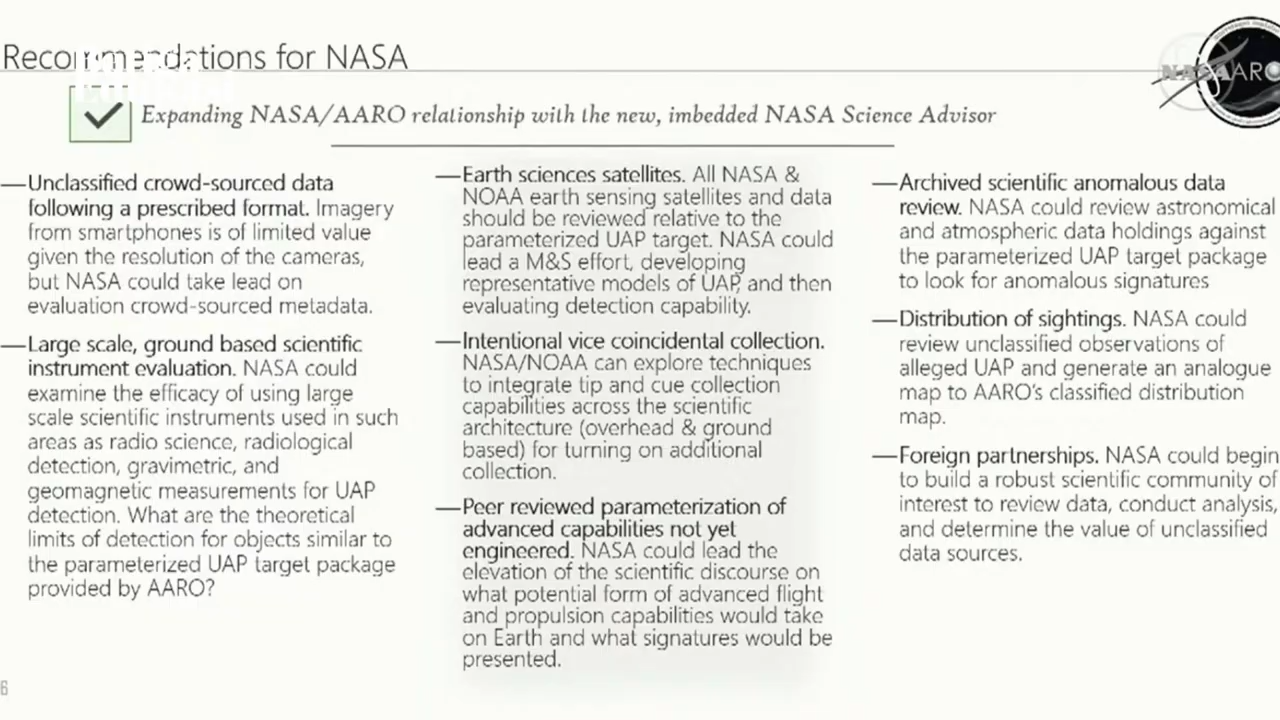 Recommendations for NASA
NASA
AARO
Expanding NASA/AARO relationship with the new, imbedded NASA Science Advisor
—Unclassified crowd-sourced data
following a prescribed format. Imagery
from smartphones is of limited value
given the resolution of the cameras,
but NASA could take lead on
evaluation crowd-sourced metadata.
—Large scale, ground based scientific
instrument evaluation. NASA could
examine the efficacy of using large
scale scientific instruments used in such
areas as radio science, radiological
detection, gravimetric, and
geomagnetic measurements for UAP
detection. What are the theoretical
limits of detection for objects similar to
the parameterized UAP target package
provided by AARO?
—Earth sciences satellites. All NASA &
NOAA earth sensing satellites and data
should be reviewed relative to the
parameterized UAP target. NASA could
lead a M&S effort, developing
representative models of UAP, and then
evaluating detection capability.
—Intentional vice coincidental collection.
NASA/NOAA can explore techniques
to integrate tip and cue collection
capabilities across the scientific
architecture (overhead & ground
based) for turning on additional
collection.
—Peer reviewed parameterization of
advanced capabilities not yet
engineered. NASA could lead the
elevation of the scientific discourse on
what potential form of advanced flight
and propulsion capabilities would take
on Earth and what signatures would be
presented.
—Archived scientific anomalous data
review. NASA could review astronomical
and atmospheric data holdings against
the parameterized UAP target package
to look for anomalous signatures
—Distribution of sightings. NASA could
review unclassified observations of
alleged UAP and generate an analogue
map to AARO's classified distribution
map.
—Foreign partnerships. NASA could begin
to build a robust scientific community of
interest to review data, conduct analysis,
and determine the value of unclassified
data sources.
6